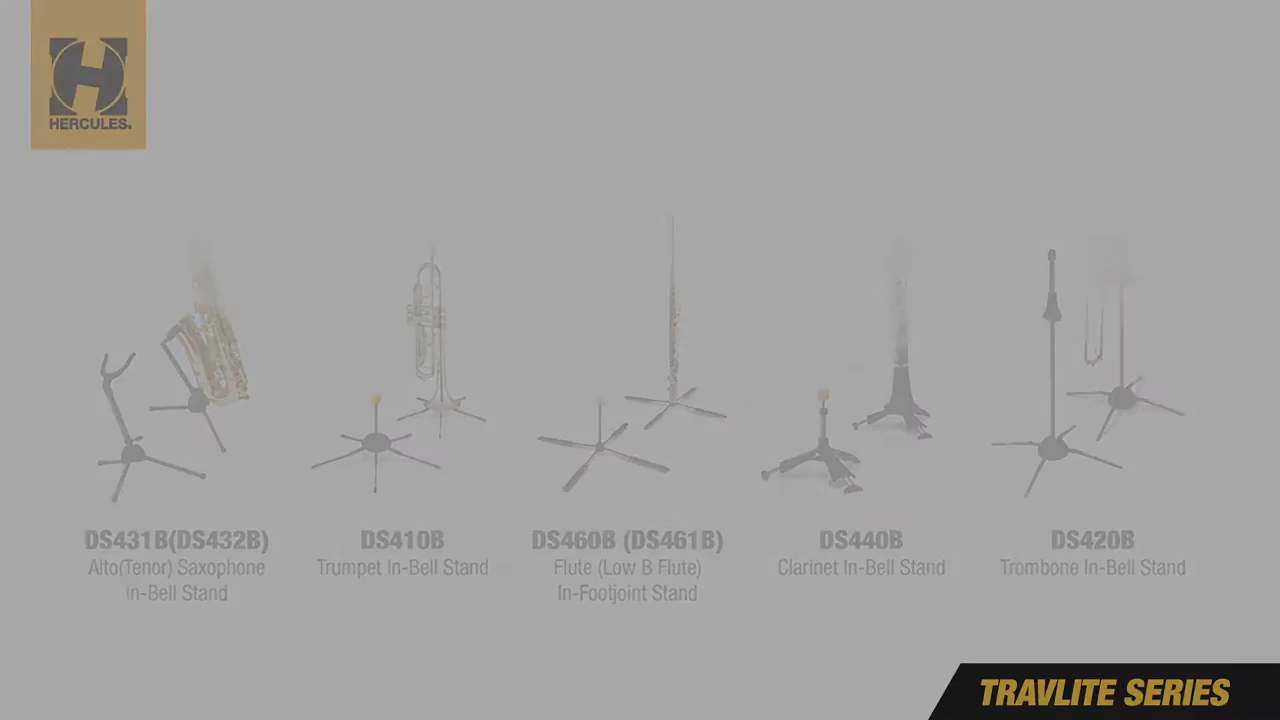 HERCULES.
DS431B(DS432B)
Alto(Tenor) Saxophone
In-Bell Stand
DS410B
Trumpet In-Bell Stand
DS460B (DS461B)
Flute (Low B Flute)
In-Footjoint Stand
DS440B
Clarinet In-Bell Stand
DS420B
Trombone In-Bell Stand
TRAVLITE SERIES